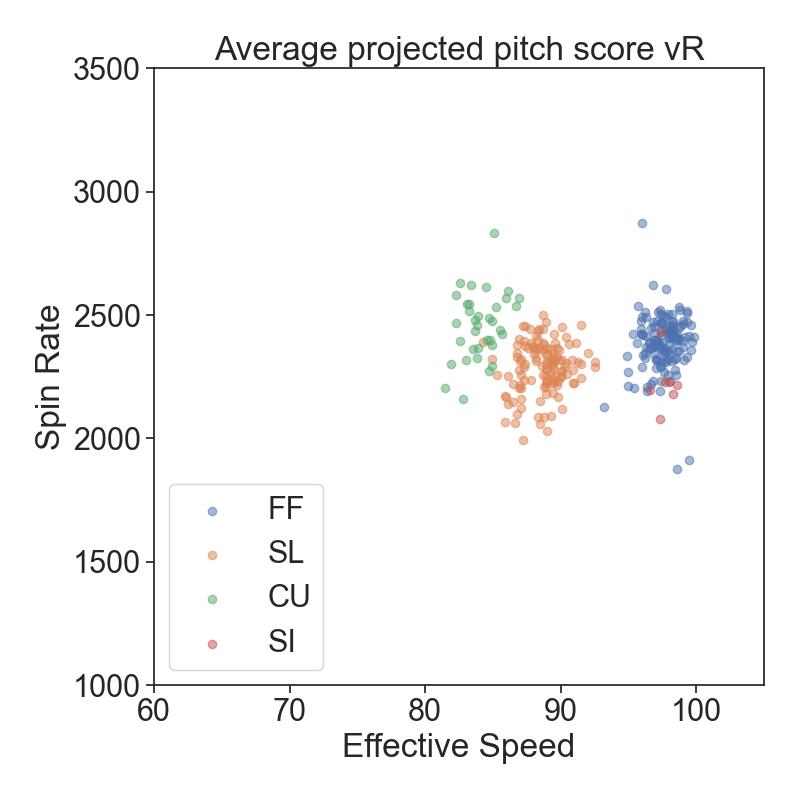 Average projected pitch score vR
3500
3000
2500
2000
1500
1000
Spin Rate
FF
SL
CU
SI
60 70 80 90 100
Effective Speed